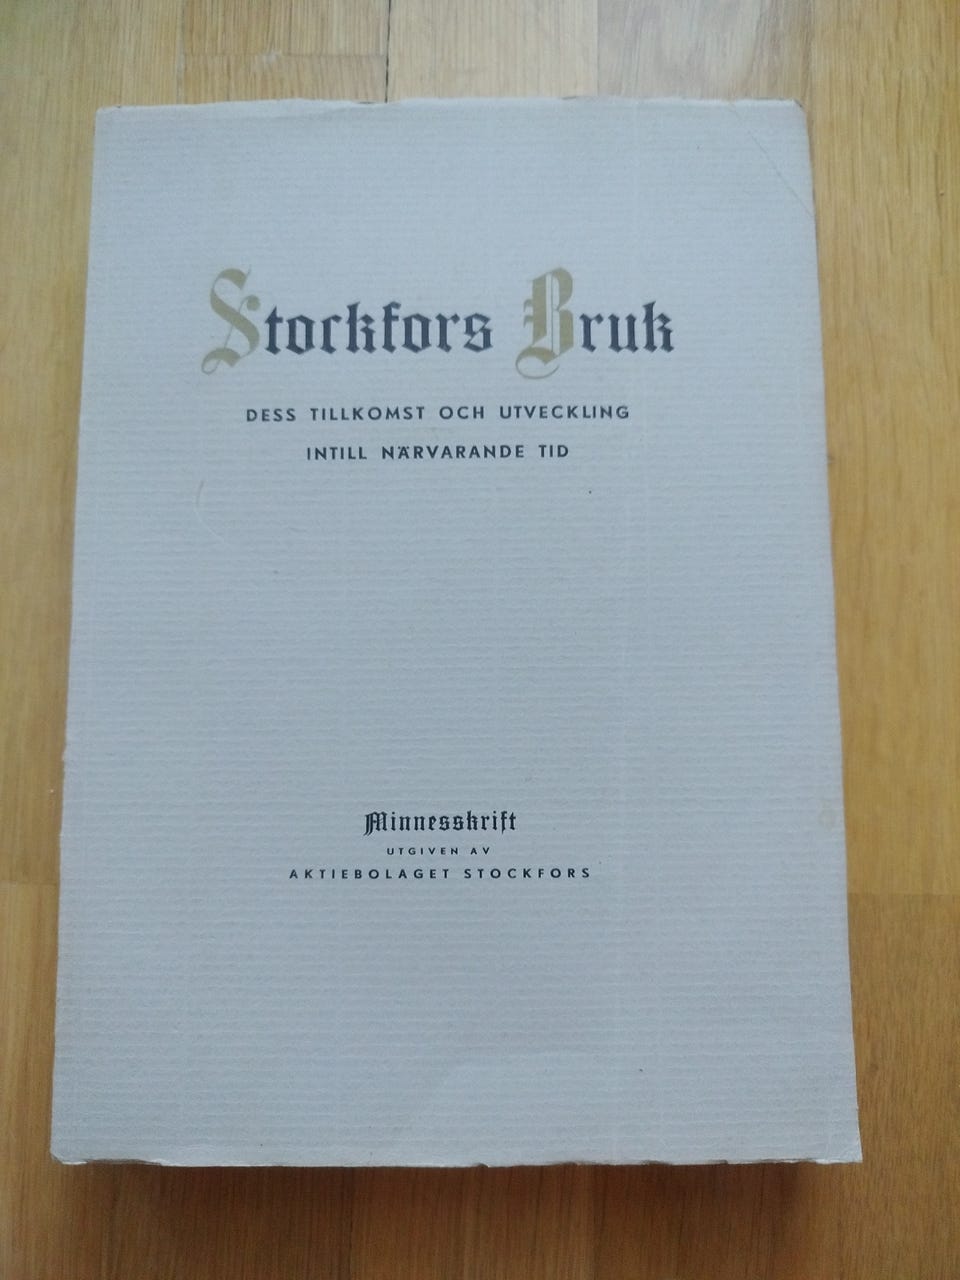 Stockfors Bruk
DESS TILLKOMST OCH UTVECKLING
INTILL NÄRVARANDE TID
Minnesskrift
UTGIVEN AV
AKTIEBOLAGET STOCKFORS